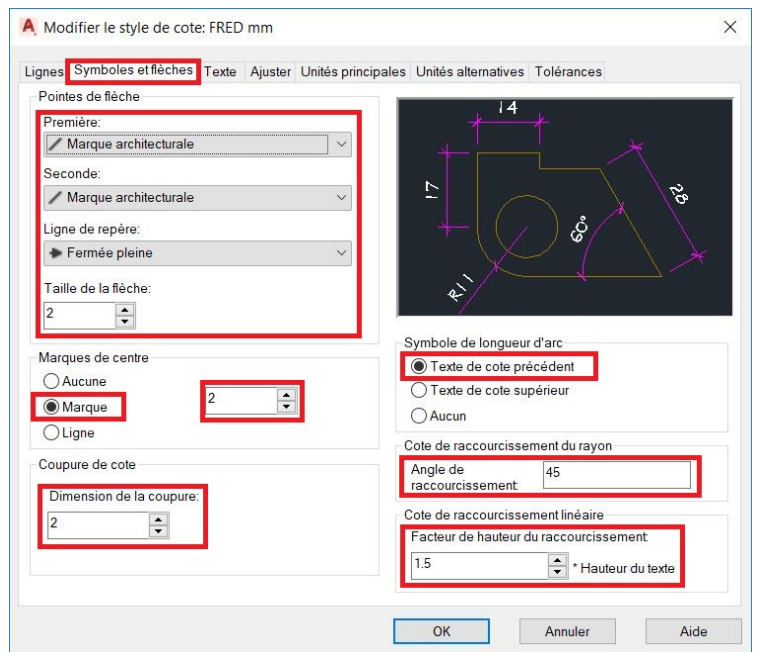 Modifier le style de cote: FRED mm
Lignes Symboles et flèches Texte Ajuster Unités principales Unités alternatives Tolérances
Pointes de flèche
Première:
Marque architecturale
Seconde:
Marque architecturale
Ligne de repère:
Fermée pleine
Taille de la flèche:
2
14
17
28
60°
R11
Marques de centre
Aucune
Marque
2
Ligne
Symbole de longueur d'arc
Texte de cote précédent
Texte de cote supérieur
Aucun
Coupure de cote
Dimension de la coupure:
2
Cote de raccourcissement du rayon
Angle de
raccourcissement:
45
Cote de raccourcissement linéaire
Facteur de hauteur du raccourcissement:
1.5
* Hauteur du texte
OK Annuler Aide